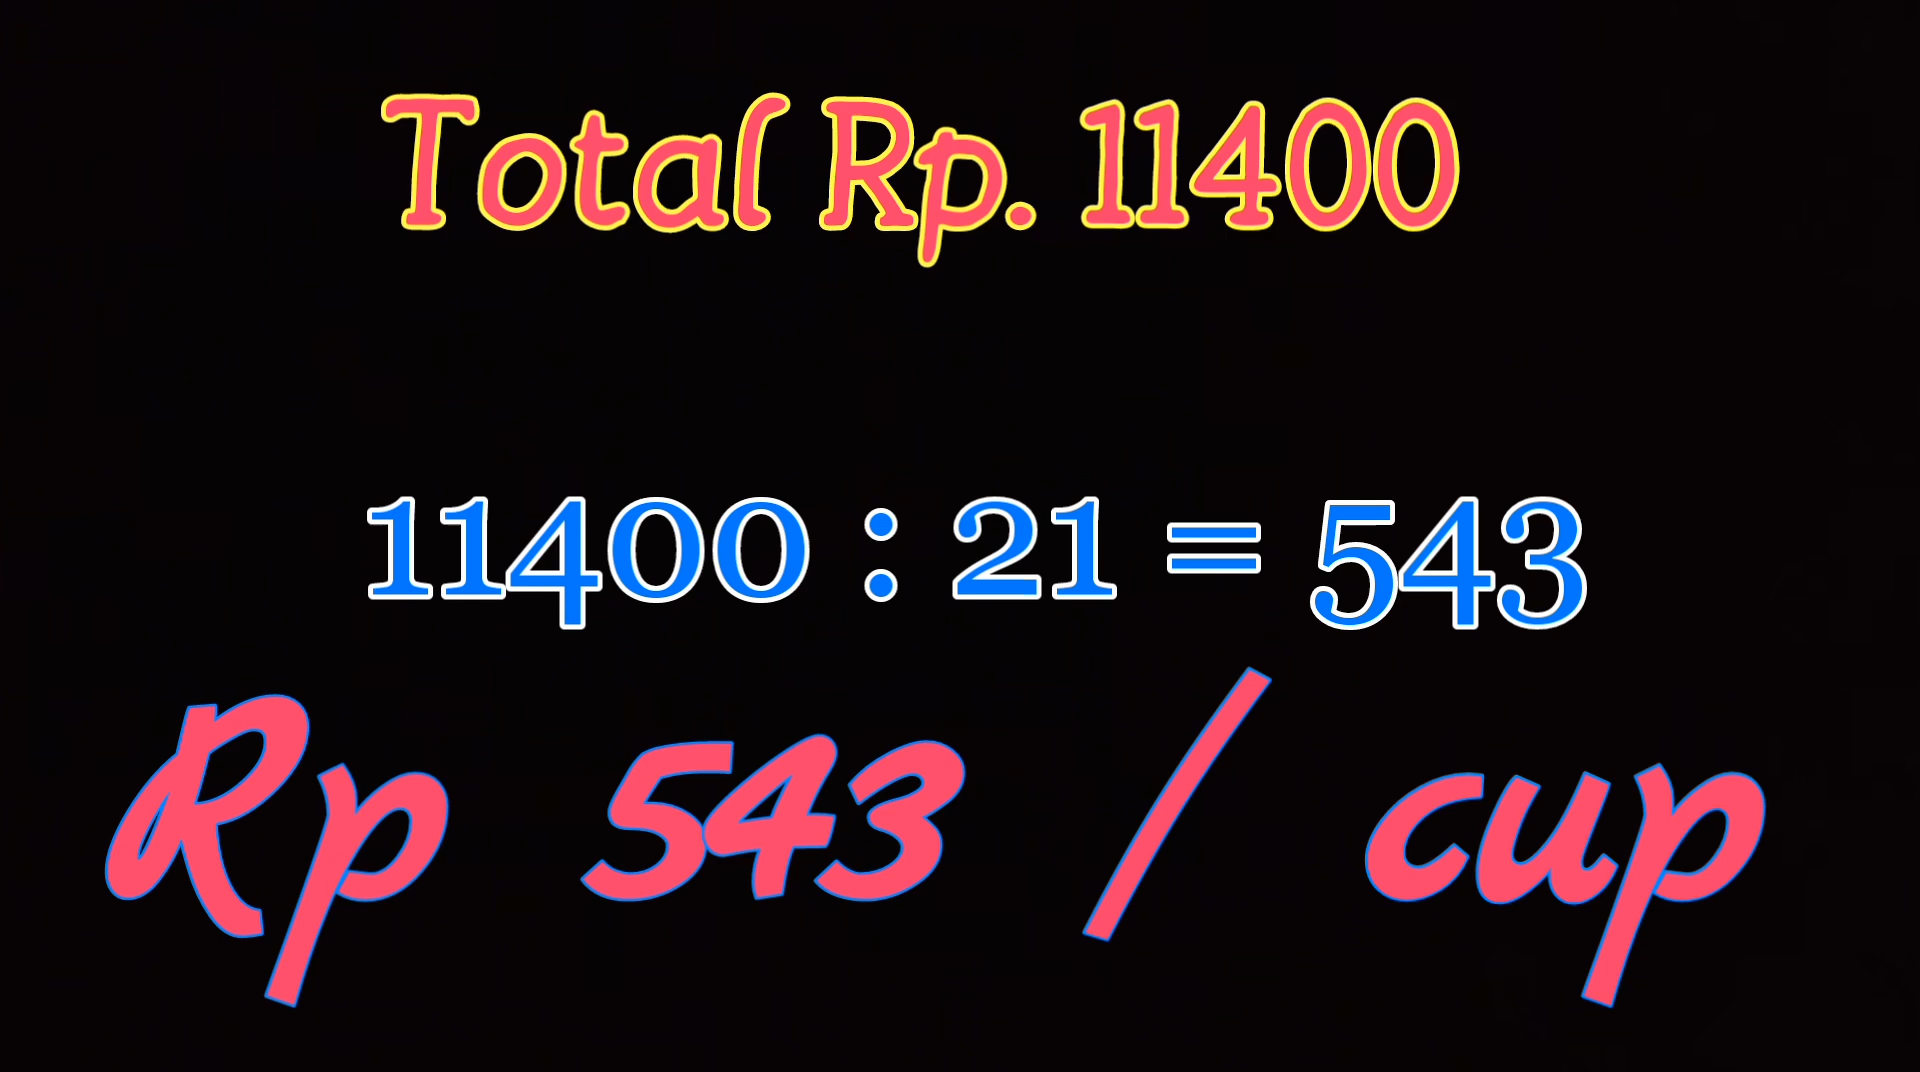 Total Rp. 11400
11400 : 21 = 543
Rp 543 / cup